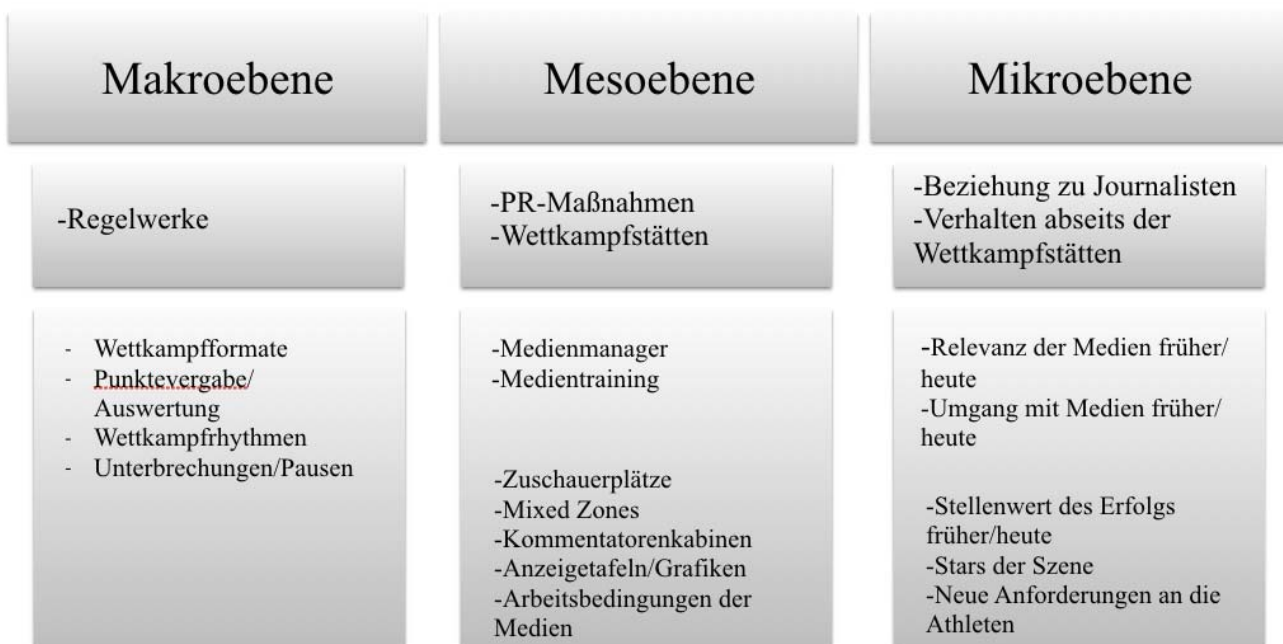 Makroebene
Mesoebene
Mikroebene
-Regelwerke
-PR-Maßnahmen
-Wettkampfstätten
-Beziehung zu Journalisten
-Verhalten abseits der
Wettkampfstätten
- Wettkampfformate
- Punktevergabe/
Auswertung
- Wettkampfrhythmen
- Unterbrechungen/Pausen
-Medienmanager
-Medientraining
-Zuschauerplätze
-Mixed Zones
-Kommentatorenkabinen
-Anzeigetafeln/Grafiken
-Arbeitsbedingungen der
Medien
-Relevanz der Medien früher/
heute
-Umgang mit Medien früher/
heute
-Stellenwert des Erfolgs
früher/heute
-Stars der Szene
-Neue Anforderungen an die
Athleten